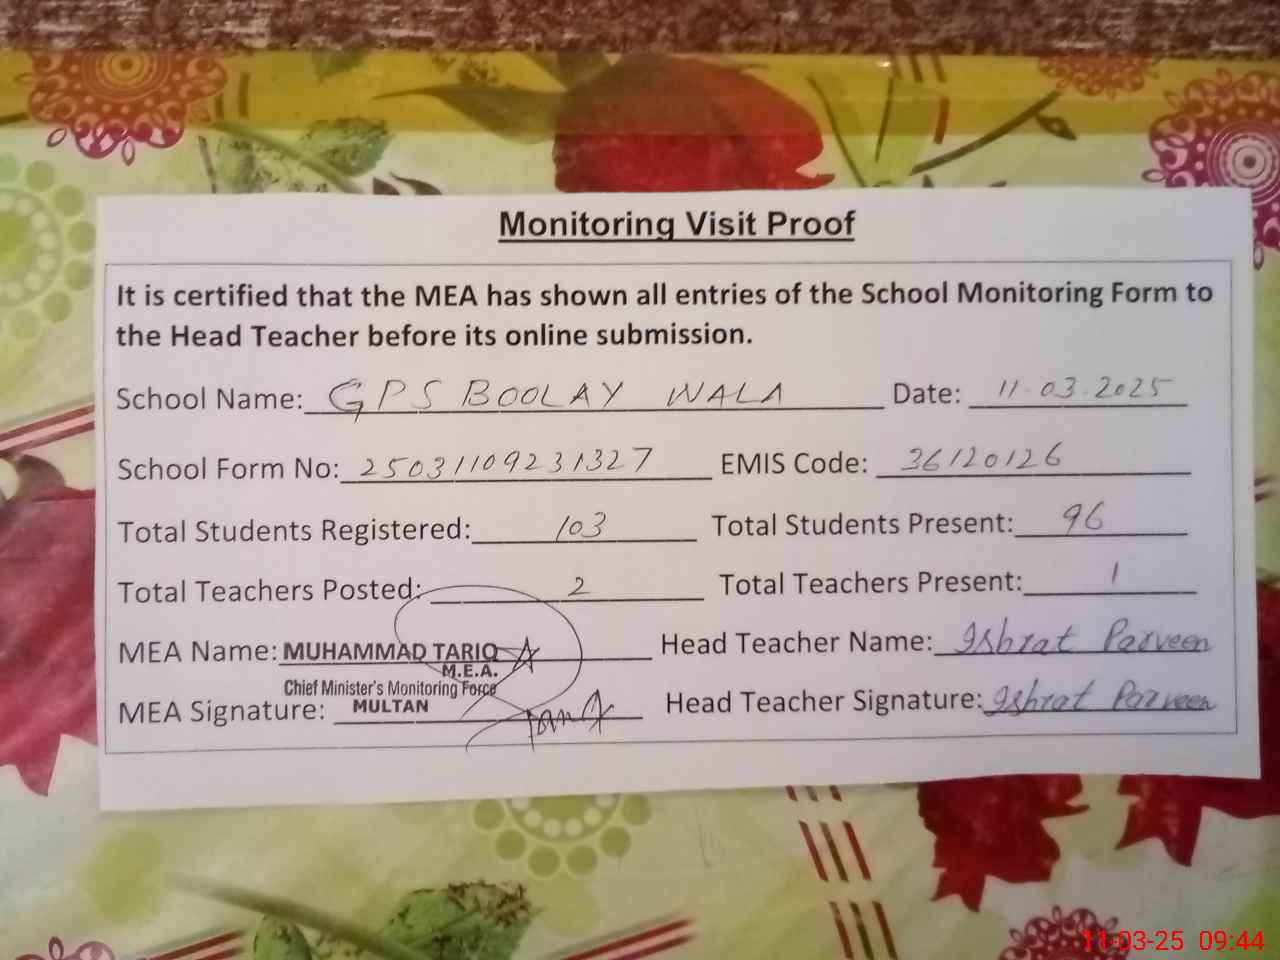 Monitoring Visit Proof
It is certified that the MEA has shown all entries of the School Monitoring Form to
the Head Teacher before its online submission.
School Name: GPS BOOLAY WALA Date: 11.03.2025
School Form No: 25031109231327 EMIS Code: 36120126
Total Students Registered: 103 Total Students Present: 96
Total Teachers Posted: 2 Total Teachers Present: 1
MEA Name: MUHAMMAD TARIQ Head Teacher Name: Ishrat Parveen
M.E.A.
Chief Minister's Monitoring Force
MEA Signature: MULTAN Head Teacher Signature: Ishrat Parveen
11-03-25 09:44